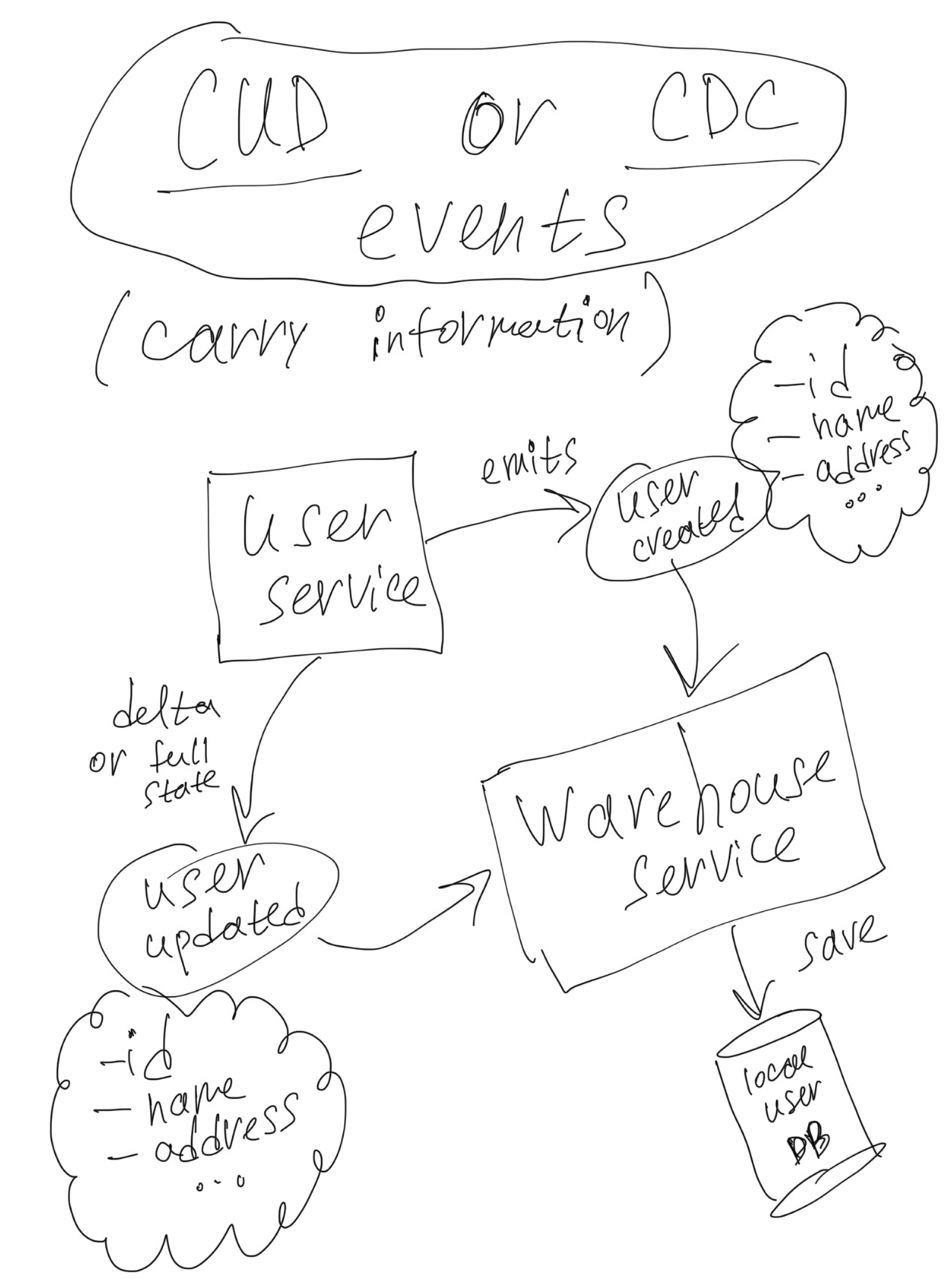 CUD or CDC
events
(carry information)
-id
- name
- address
...
emits
user
created
User
service
delta
or full
state
Warehouse
service
user
updated
save
-id
- name
- address
...
local
user
DB